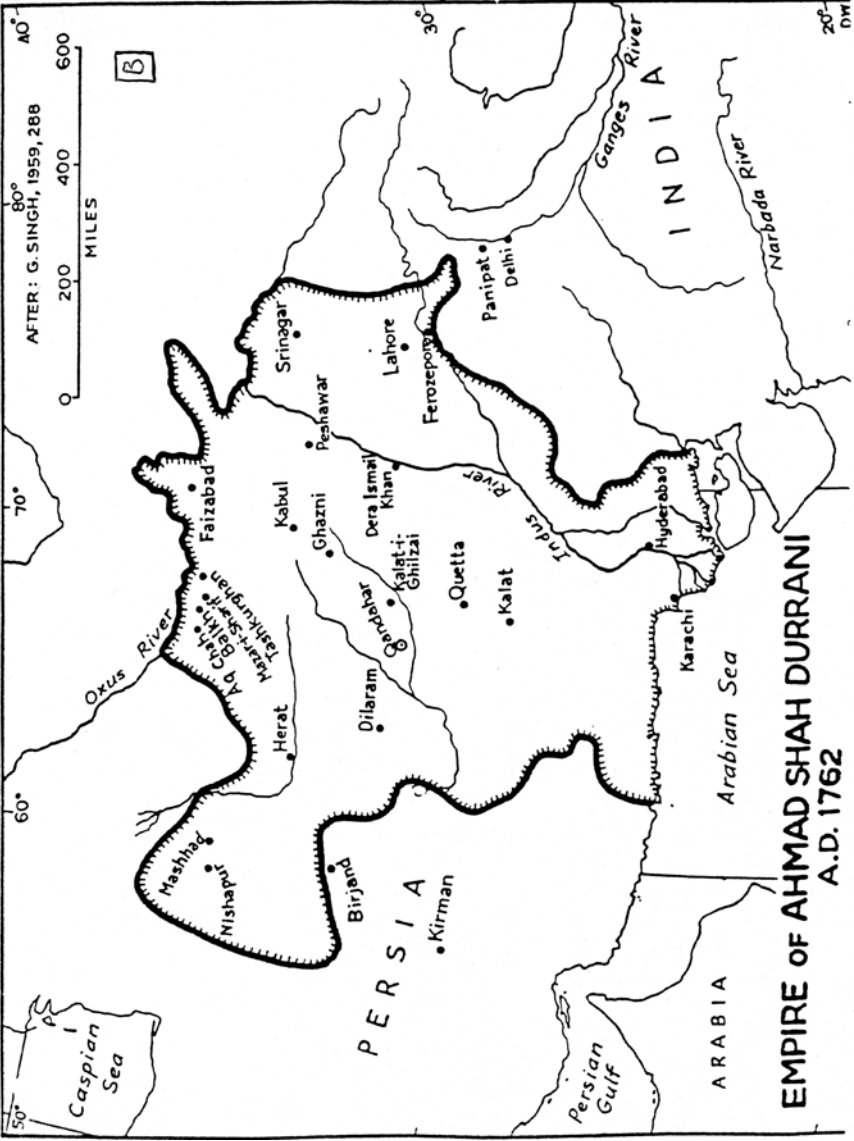 50°
60°
70°
80°
40°
AFTER: G. SINGH, 1959, 288
0 200 400 600
MILES
B
Caspian
Sea
Oxus River
Mashhad
Nishapur
Herat
Aq Chah
Balkh
Mazar-i-Sharif
Tashkurghan
Faizabad
Kabul
Ghazni
Peshawar
Srinagar
Birjand
Dilaram
Qandahar
Kalat-i-
Ghilzai
Dera Ismail
Khan
Lahore
Ferozepore
30°
PERSIA
Kirman
Quetta
Kalat
Indus River
Panipat
Delhi
Ganges River
INDIA
Hyderabad
Karachi
Narbada River
Persian
Gulf
ARABIA
Arabian Sea
20°
EMPIRE OF AHMAD SHAH DURRANI
A.D. 1762